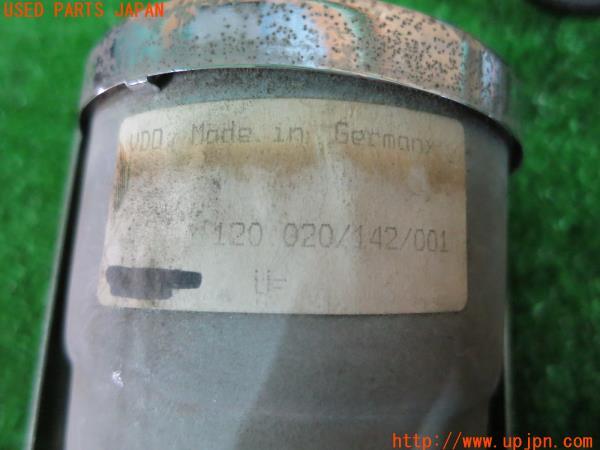 USED PARTS JAPAN
VDO Made in Germany
120 020/142/001
http://www.upjpn.com/